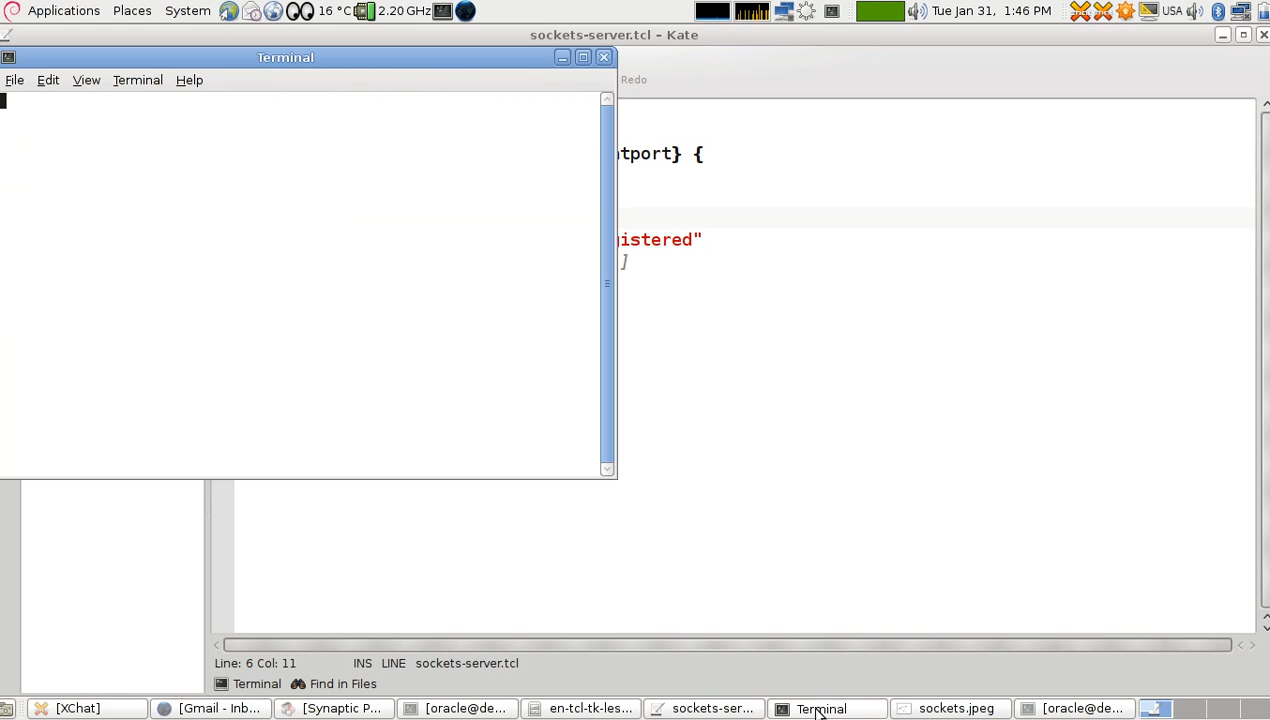 Applications Places System 16 °C 2.20 GHz Tue Jan 31, 1:46 PM USA
sockets-server.tcl – Kate
Terminal
File Edit View Terminal Help
Redo
tport} {
istered"
]
Line: 6 Col: 11 INS LINE sockets-server.tcl
Terminal Find in Files
[XChat] [Gmail - Inb... [Synaptic P... [oracle@de... en-tcl-tk-les... sockets-ser... Terminal sockets.jpeg [oracle@de...